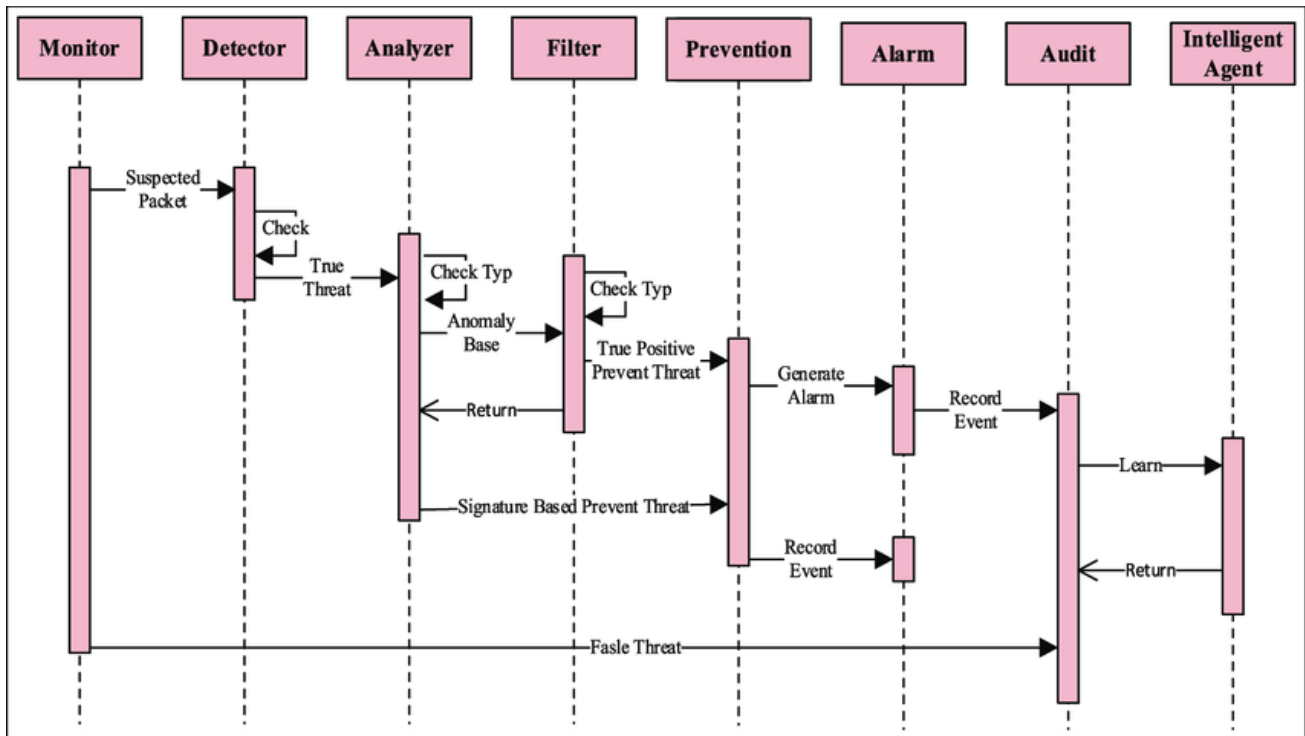 Monitor
Detector
Analyzer
Filter
Prevention
Alarm
Audit
Intelligent
Agent
Suspected
Packet
Check
True
Threat
Check Typ
Check Typ
Anomaly
Base
True Positive
Prevent Threat
Generate
Alarm
Return
Record
Event
Learn
Signature Based Prevent Threat
Record
Event
Return
Fasle Threat